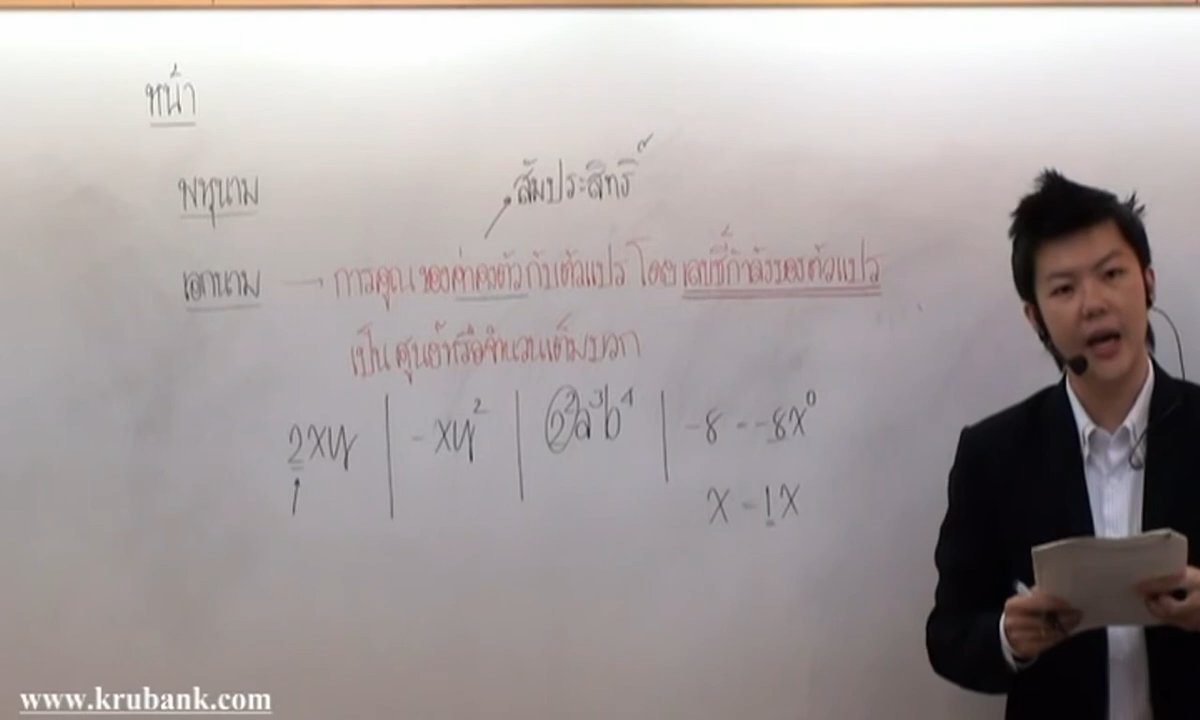 หน้า
พหุนาม
สัมประสิทธิ์
เอกนาม → การคูณ ของค่าคงตัว กับตัวแปร โดย เลขชี้กำลังของตัวแปร
เป็น ศูนย์หรือจำนวนเต็มบวก
2xy | -xy² | 2²a³b⁴ | -8 = -8x⁰
x = 1x
www.krubank.com